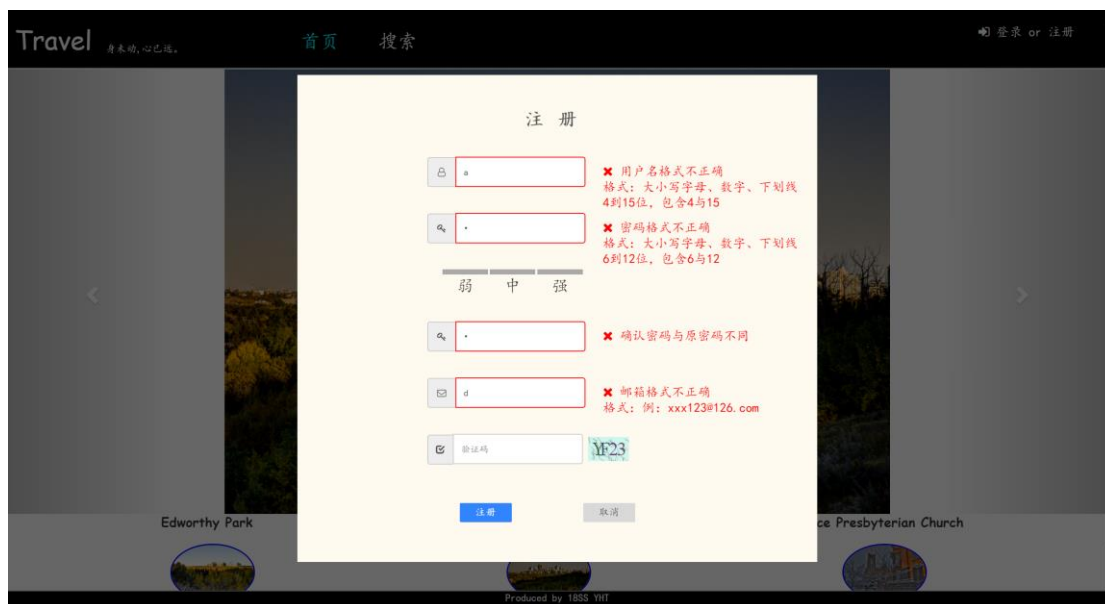 Travel 身未动,心已远。 首页 搜索 登录 or 注册
注 册
a
✖ 用户名格式不正确
格式: 大小写字母、数字、下划线
4到15位, 包含4与15
✖ 密码格式不正确
格式: 大小写字母、数字、下划线
6到12位, 包含6与12
弱 中 强
✖ 确认密码与原密码不同
d
✖ 邮箱格式不正确
格式: 例: xxx123@126.com
验证码 YF23
注册 取消
Edworthy Park
ce Presbyterian Church
Produced by 18SS YHT